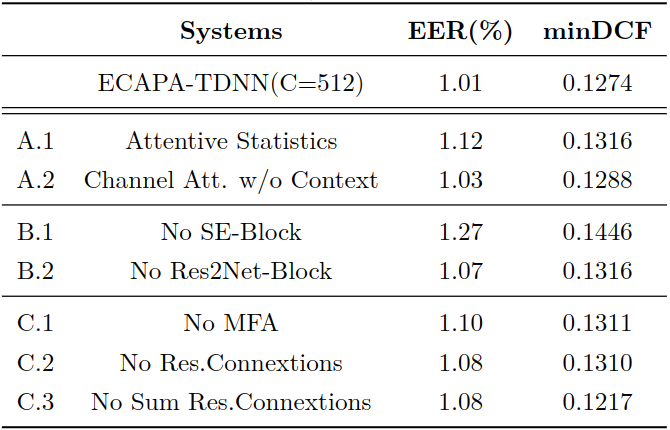 Systems EER(%) minDCF
ECAPA-TDNN(C=512) 1.01 0.1274
A.1 Attentive Statistics 1.12 0.1316
A.2 Channel Att. w/o Context 1.03 0.1288
B.1 No SE-Block 1.27 0.1446
B.2 No Res2Net-Block 1.07 0.1316
C.1 No MFA 1.10 0.1311
C.2 No Res.Connextions 1.08 0.1310
C.3 No Sum Res.Connextions 1.08 0.1217